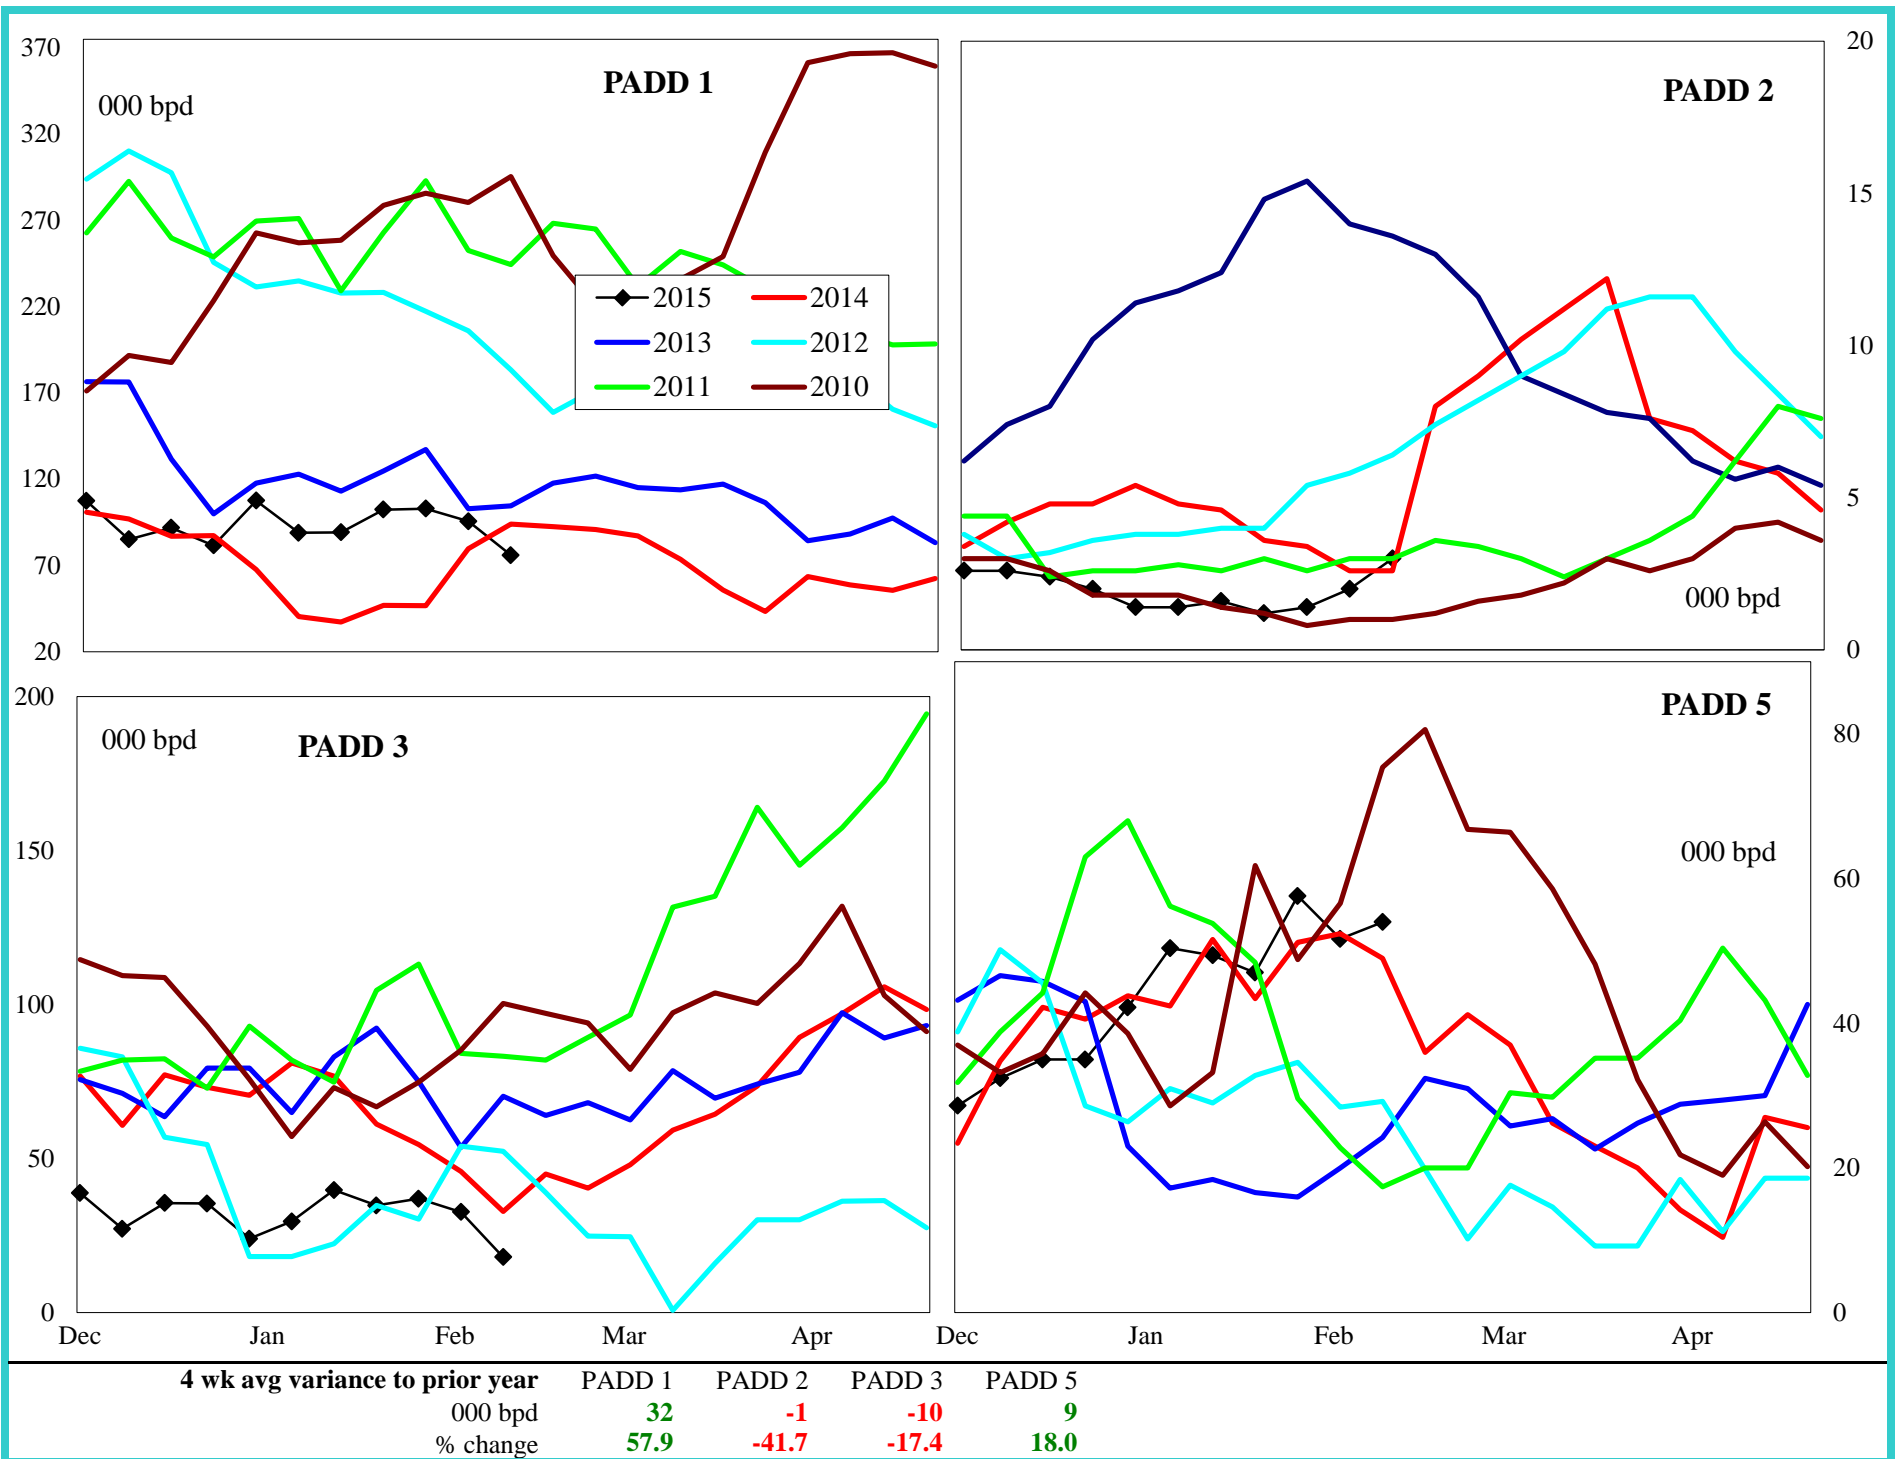 370
320
270
220
170
120
70
20
000 bpd
PADD 1
2015 2014
2013 2012
2011 2010
PADD 2
20
15
10
5
0
000 bpd
200
150
100
50
0
000 bpd
PADD 3
Dec Jan Feb Mar Apr
PADD 5
000 bpd
80
60
40
20
0
Dec Jan Feb Mar Apr
4 wk avg variance to prior year PADD 1 PADD 2 PADD 3 PADD 5
000 bpd 32 -1 -10 9
% change 57.9 -41.7 -17.4 18.0